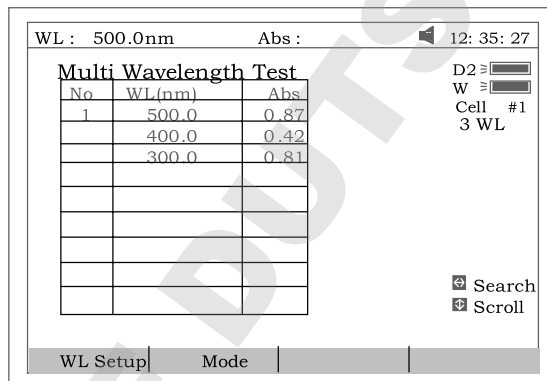 WL : 500.0nm Abs : 12: 35: 27
Multi Wavelength Test
No WL(nm) Abs
1 500.0 0.87
400.0 0.42
300.0 0.81
D2
W
Cell #1
3 WL
Search
Scroll
WL Setup Mode